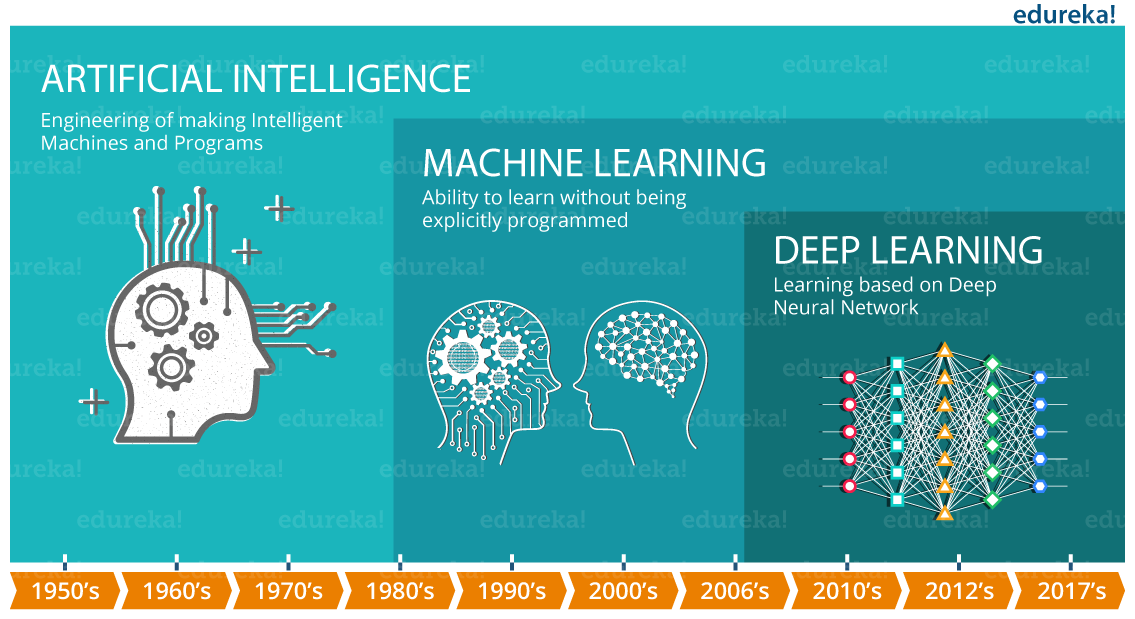 edureka!
ARTIFICIAL INTELLIGENCE
Engineering of making Intelligent
Machines and Programs
MACHINE LEARNING
Ability to learn without being
explicitly programmed
DEEP LEARNING
Learning based on Deep
Neural Network
1950's 1960's 1970's 1980's 1990's 2000's 2006's 2010's 2012's 2017's